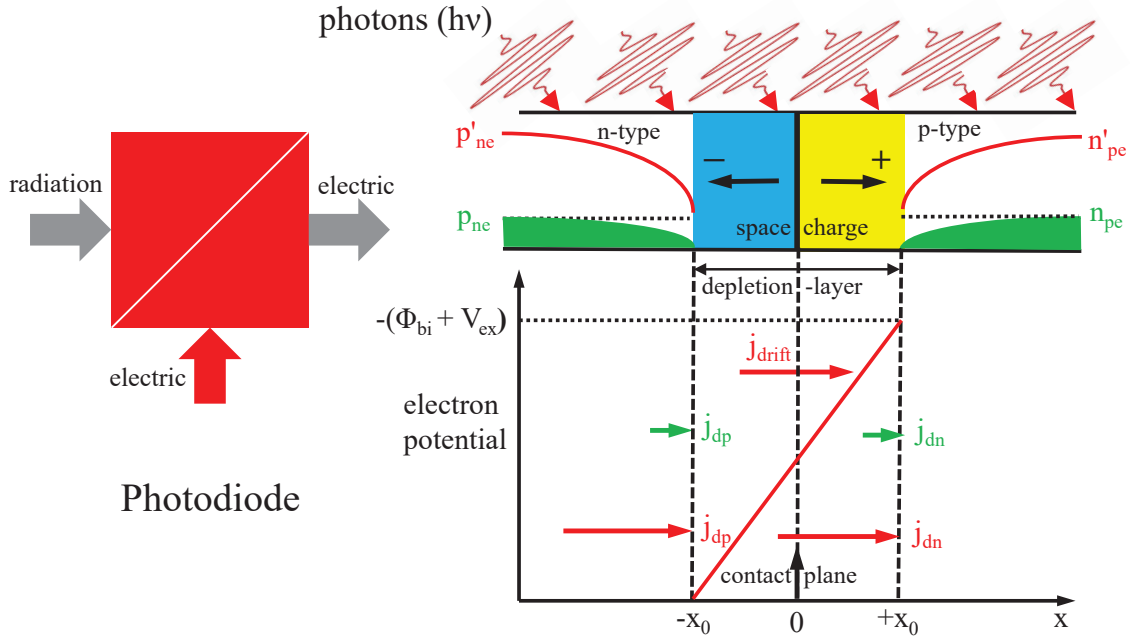 photons (hν)
p'ne
n-type
p-type
n'pe
−
+
radiation
electric
pne
npe
space charge
depletion -layer
-(Φbi + Vex)
jdrift
electric
electron
potential
jdp
jdn
Photodiode
jdp
jdn
contact plane
-x0
0
+x0
x